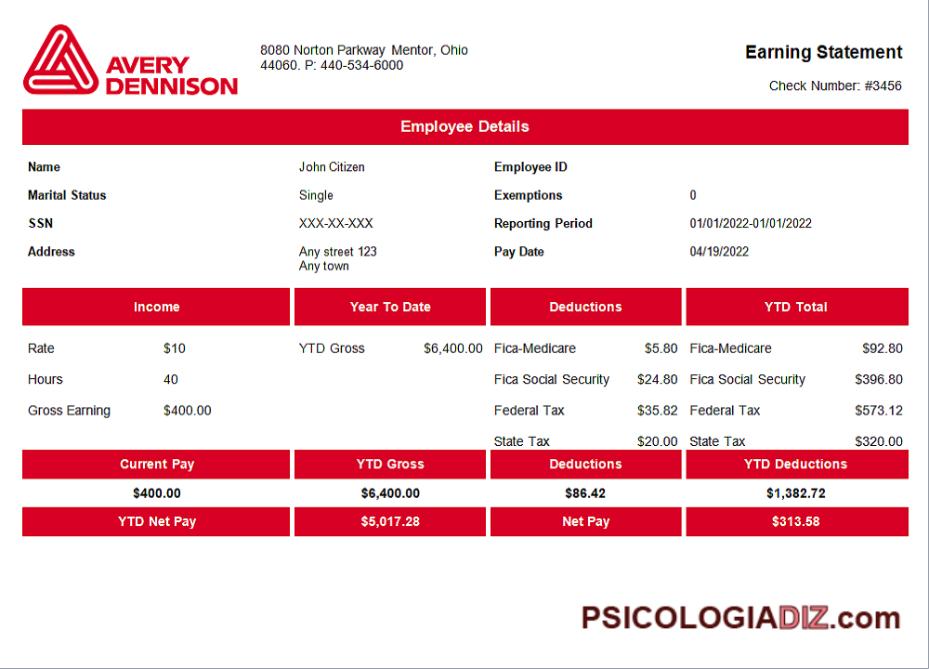 AVERY
DENNISON
8080 Norton Parkway Mentor, Ohio
44060. P: 440-534-6000
Earning Statement
Check Number: #3456
Employee Details
Name John Citizen Employee ID
Marital Status Single Exemptions 0
SSN XXX-XX-XXX Reporting Period 01/01/2022-01/01/2022
Address Any street 123 Pay Date 04/19/2022
Any town
Income Year To Date Deductions YTD Total
Rate $10 YTD Gross $6,400.00 Fica-Medicare $5.80 Fica-Medicare $92.80
Hours 40 Fica Social Security $24.80 Fica Social Security $396.80
Gross Earning $400.00 Federal Tax $35.82 Federal Tax $573.12
State Tax $20.00 State Tax $320.00
Current Pay YTD Gross Deductions YTD Deductions
$400.00 $6,400.00 $86.42 $1,382.72
YTD Net Pay $5,017.28 Net Pay $313.58
PSICOLOGIADIZ.com